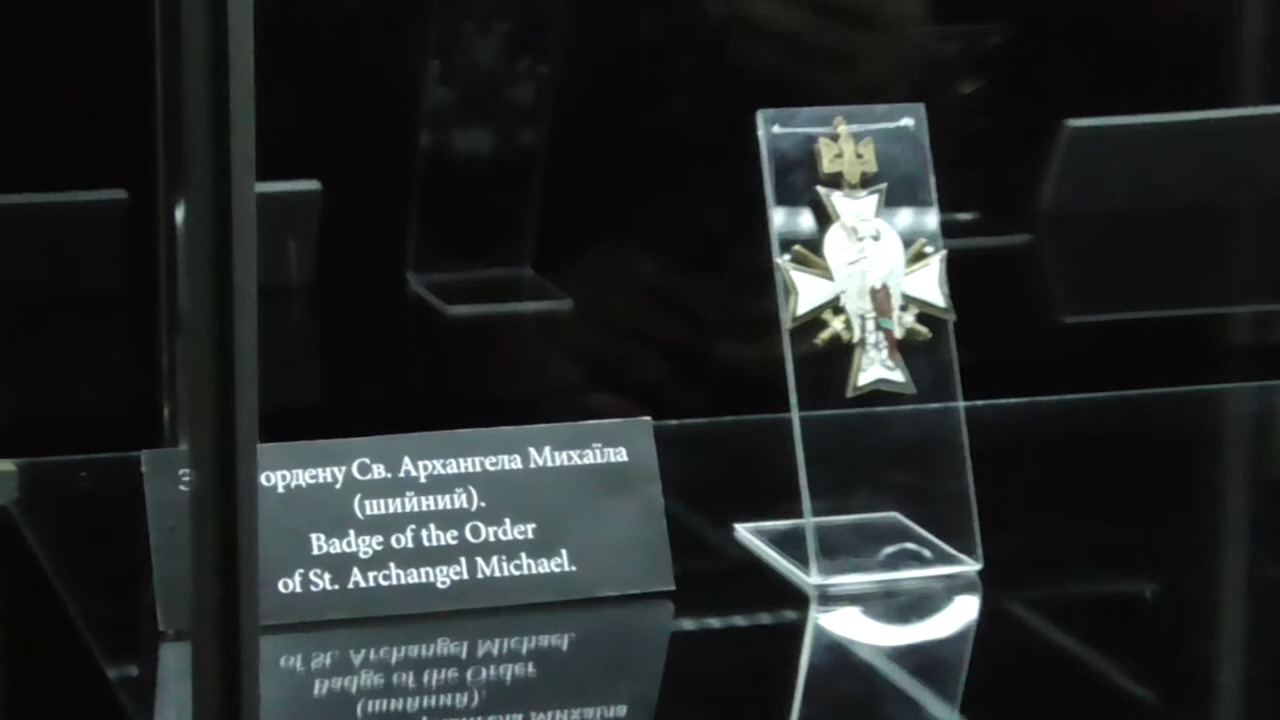 ордену Св. Архангела Михаїла
(шийний).
Badge of the Order
of St. Archangel Michael.